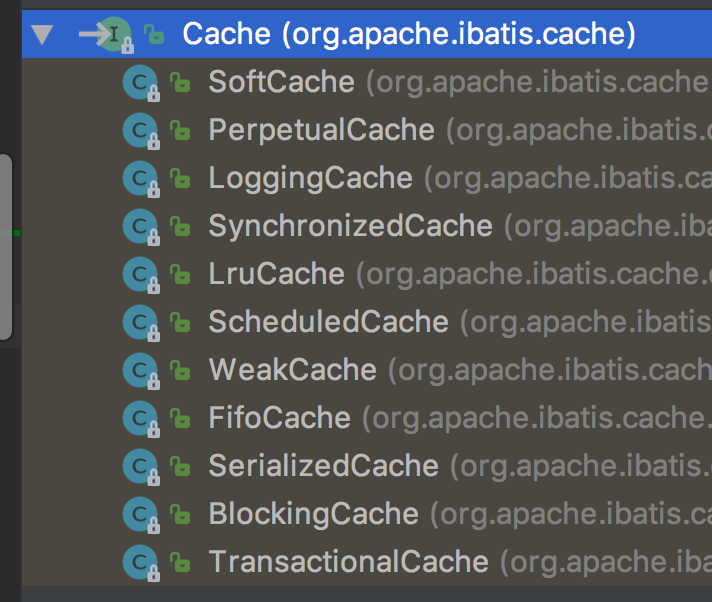 Cache (org.apache.ibatis.cache)
SoftCache (org.apache.ibatis.cache
PerpetualCache (org.apache.ibatis.
LoggingCache (org.apache.ibatis.ca
SynchronizedCache (org.apache.iba
LruCache (org.apache.ibatis.cache.
ScheduledCache (org.apache.ibatis
WeakCache (org.apache.ibatis.cach
FifoCache (org.apache.ibatis.cache.
SerializedCache (org.apache.ibatis.
BlockingCache (org.apache.ibatis.ca
TransactionalCache (org.apache.iba